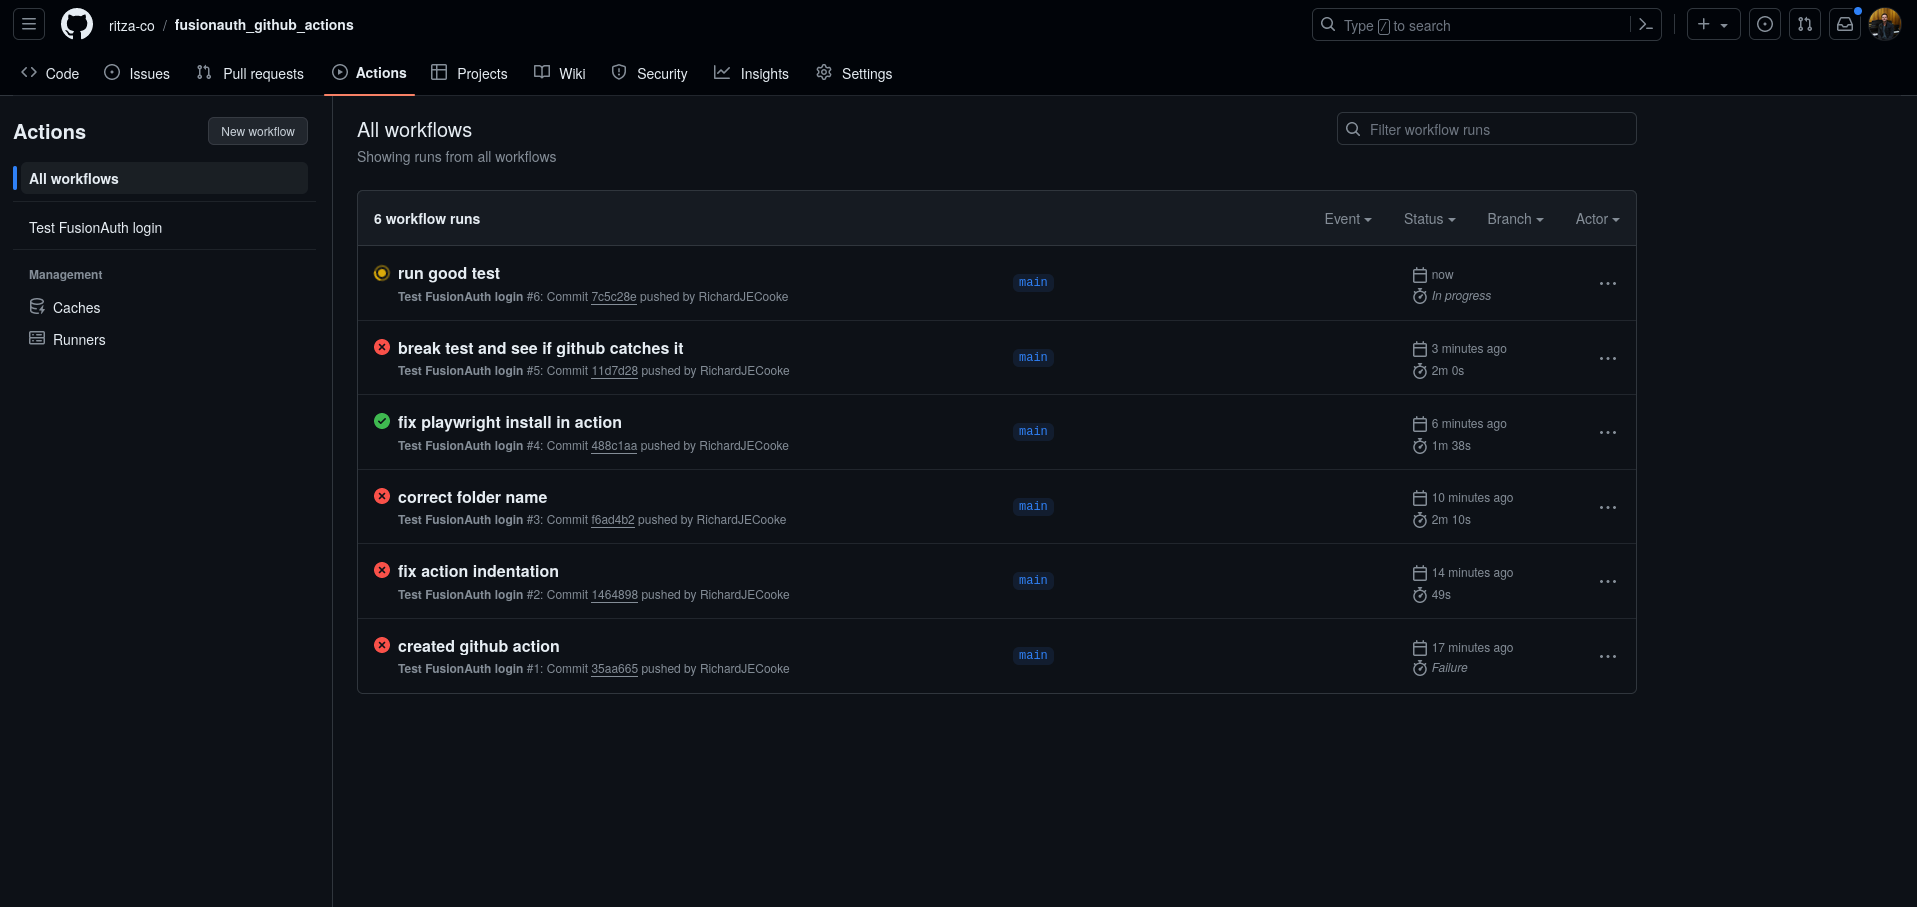 ritza-co / fusionauth_github_actions
Type / to search
Code
Issues
Pull requests
Actions
Projects
Wiki
Security
Insights
Settings
Actions
New workflow
All workflows
Test FusionAuth login
Management
Caches
Runners
All workflows
Showing runs from all workflows
Filter workflow runs
6 workflow runs
Event
Status
Branch
Actor
run good test
Test FusionAuth login #6: Commit 7c5c28e pushed by RichardJECooke
main
now
In progress
break test and see if github catches it
Test FusionAuth login #5: Commit 11d7d28 pushed by RichardJECooke
main
3 minutes ago
2m 0s
fix playwright install in action
Test FusionAuth login #4: Commit 488c1aa pushed by RichardJECooke
main
6 minutes ago
1m 38s
correct folder name
Test FusionAuth login #3: Commit f6ad4b2 pushed by RichardJECooke
main
10 minutes ago
2m 10s
fix action indentation
Test FusionAuth login #2: Commit 1464898 pushed by RichardJECooke
main
14 minutes ago
49s
created github action
Test FusionAuth login #1: Commit 35aa665 pushed by RichardJECooke
main
17 minutes ago
Failure